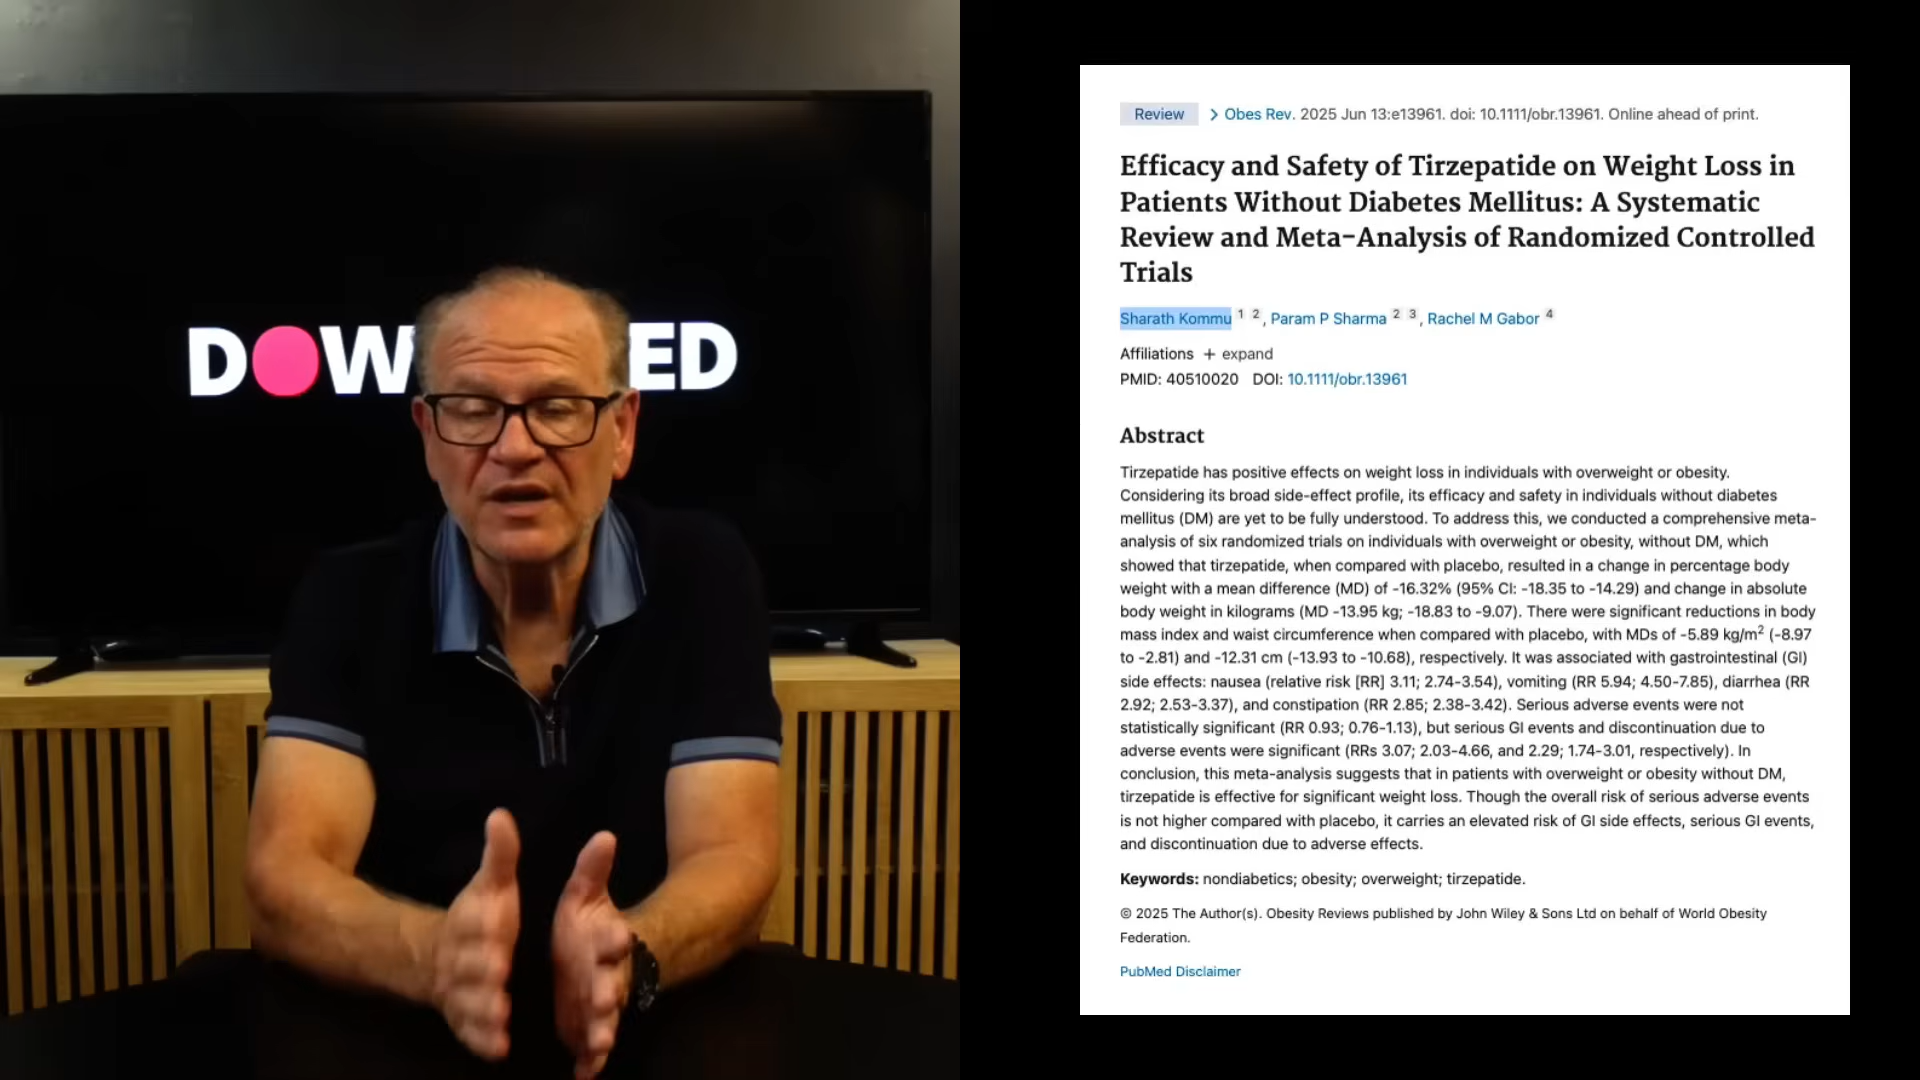 DOW ED
Review > Obes Rev. 2025 Jun 13:e13961. doi: 10.1111/obr.13961. Online ahead of print.
Efficacy and Safety of Tirzepatide on Weight Loss in
Patients Without Diabetes Mellitus: A Systematic
Review and Meta-Analysis of Randomized Controlled
Trials
Sharath Kommu 1 2, Param P Sharma 2 3, Rachel M Gabor 4
Affiliations + expand
PMID: 40510020 DOI: 10.1111/obr.13961
Abstract
Tirzepatide has positive effects on weight loss in individuals with overweight or obesity.
Considering its broad side-effect profile, its efficacy and safety in individuals without diabetes
mellitus (DM) are yet to be fully understood. To address this, we conducted a comprehensive meta-
analysis of six randomized trials on individuals with overweight or obesity, without DM, which
showed that tirzepatide, when compared with placebo, resulted in a change in percentage body
weight with a mean difference (MD) of -16.32% (95% CI: -18.35 to -14.29) and change in absolute
body weight in kilograms (MD -13.95 kg; -18.83 to -9.07). There were significant reductions in body
mass index and waist circumference when compared with placebo, with MDs of -5.89 kg/m² (-8.97
to -2.81) and -12.31 cm (-13.93 to -10.68), respectively. It was associated with gastrointestinal (GI)
side effects: nausea (relative risk [RR] 3.11; 2.74-3.54), vomiting (RR 5.94; 4.50-7.85), diarrhea (RR
2.92; 2.53-3.37), and constipation (RR 2.85; 2.38-3.42). Serious adverse events were not
statistically significant (RR 0.93; 0.76-1.13), but serious GI events and discontinuation due to
adverse events were significant (RRs 3.07; 2.03-4.66, and 2.29; 1.74-3.01, respectively). In
conclusion, this meta-analysis suggests that in patients with overweight or obesity without DM,
tirzepatide is effective for significant weight loss. Though the overall risk of serious adverse events
is not higher compared with placebo, it carries an elevated risk of GI side effects, serious GI events,
and discontinuation due to adverse effects.
Keywords: nondiabetics; obesity; overweight; tirzepatide.
© 2025 The Author(s). Obesity Reviews published by John Wiley & Sons Ltd on behalf of World Obesity
Federation.
PubMed Disclaimer